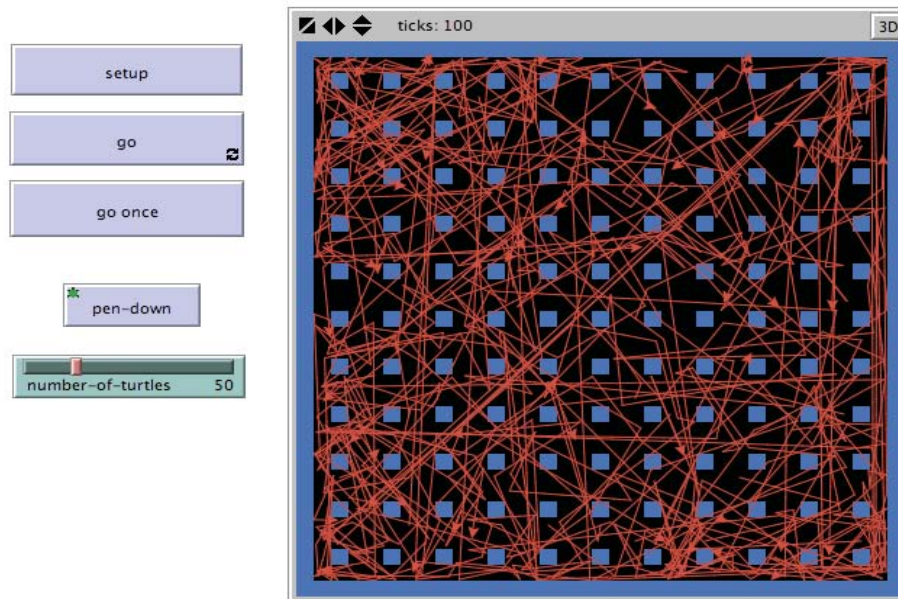 ticks: 100
3D
setup
go
go once
pen-down
number-of-turtles 50